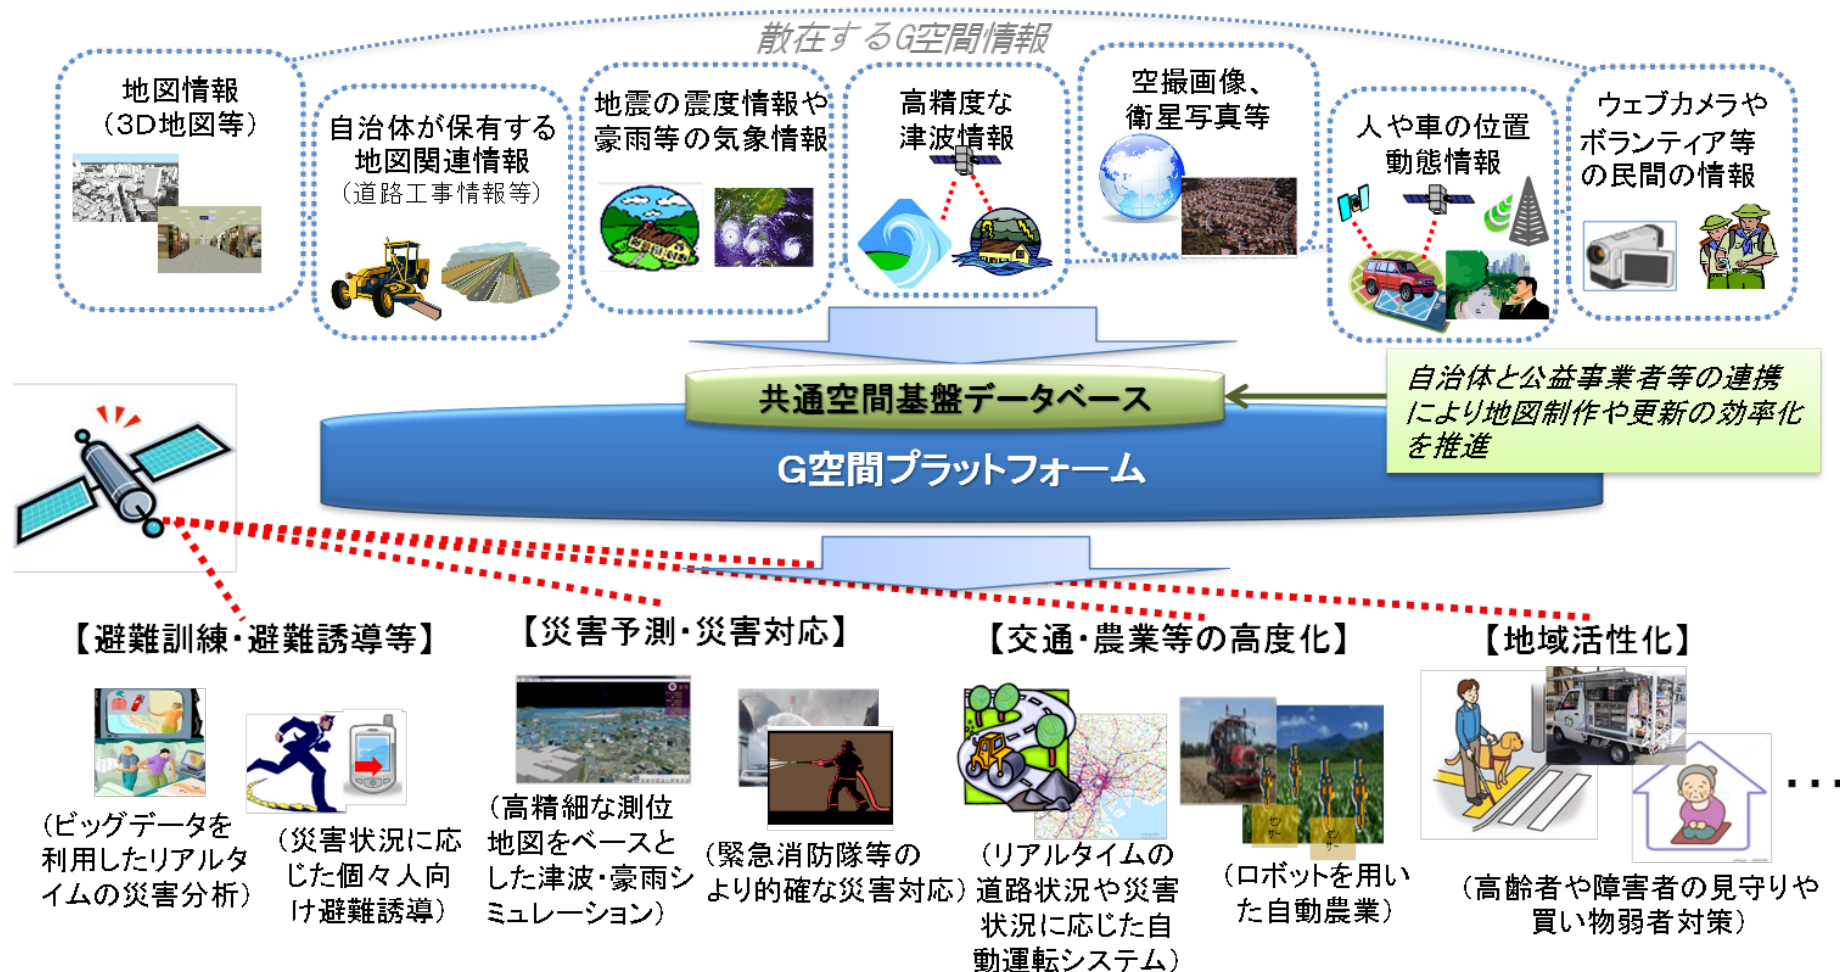 散在するG空間情報
地図情報
（3D地図等）
自治体が保有する
地図関連情報
（道路工事情報等）
地震の震度情報や
豪雨等の気象情報
高精度な
津波情報
空撮画像、
衛星写真等
人や車の位置
動態情報
ウェブカメラや
ボランティア等
の民間の情報
共通空間基盤データベース
G空間プラットフォーム
自治体と公益事業者等の連携
により地図制作や更新の効率化
を推進
【避難訓練・避難誘導等】
（ビッグデータを
利用したリアルタ
イムの災害分析）
（災害状況に応
じた個々人向
け避難誘導）
【災害予測・災害対応】
（高精細な測位
地図をベースと
した津波・豪雨シ
ミュレーション）
（緊急消防隊等の
より的確な災害対応）
【交通・農業等の高度化】
（リアルタイムの
道路状況や災害
状況に応じた自
動運転システム）
センサー
センサー
（ロボットを用い
た自動農業）
【地域活性化】
（高齢者や障害者の見守りや
買い物弱者対策）
…